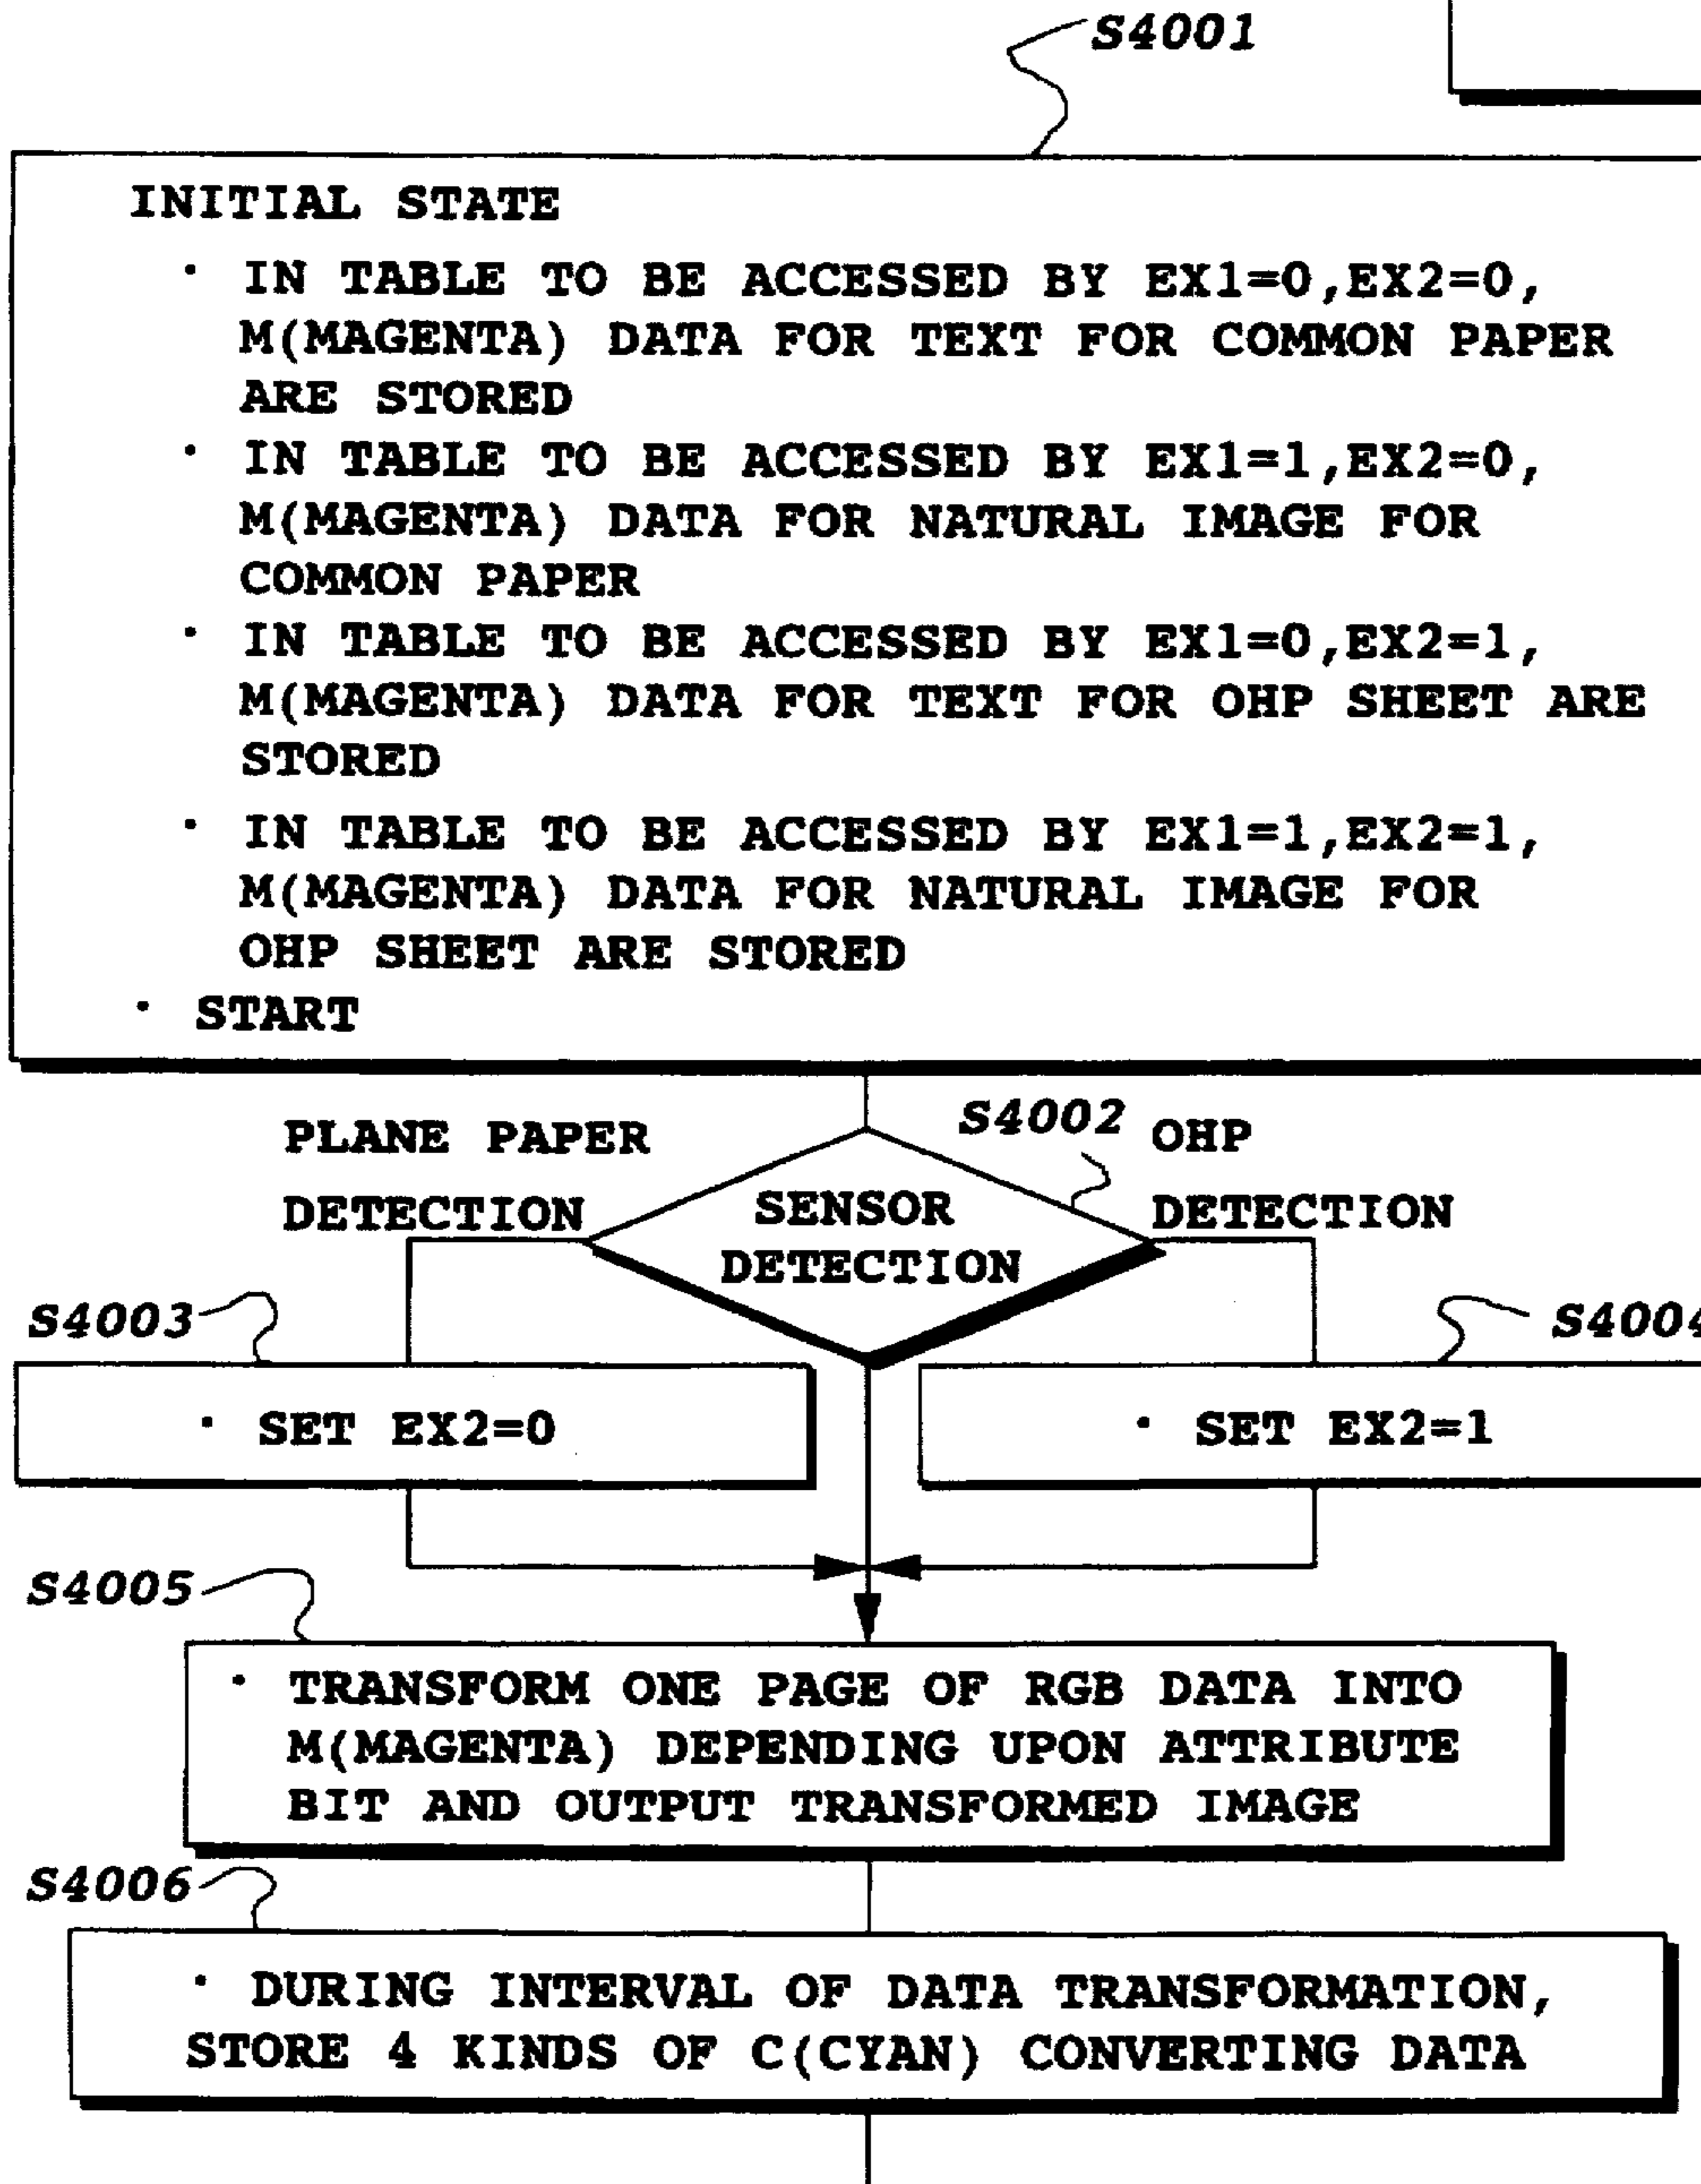 S4001
INITIAL STATE
· IN TABLE TO BE ACCESSED BY EX1=0,EX2=0,
M(MAGENTA) DATA FOR TEXT FOR COMMON PAPER
ARE STORED
· IN TABLE TO BE ACCESSED BY EX1=1,EX2=0,
M(MAGENTA) DATA FOR NATURAL IMAGE FOR
COMMON PAPER
· IN TABLE TO BE ACCESSED BY EX1=0,EX2=1,
M(MAGENTA) DATA FOR TEXT FOR OHP SHEET ARE
STORED
· IN TABLE TO BE ACCESSED BY EX1=1,EX2=1,
M(MAGENTA) DATA FOR NATURAL IMAGE FOR
OHP SHEET ARE STORED
· START
PLANE PAPER
DETECTION
S4002
OHP
DETECTION
SENSOR
DETECTION
S4003
S4004
· SET EX2=0
· SET EX2=1
S4005
· TRANSFORM ONE PAGE OF RGB DATA INTO
M(MAGENTA) DEPENDING UPON ATTRIBUTE
BIT AND OUTPUT TRANSFORMED IMAGE
S4006
· DURING INTERVAL OF DATA TRANSFORMATION,
STORE 4 KINDS OF C(CYAN) CONVERTING DATA